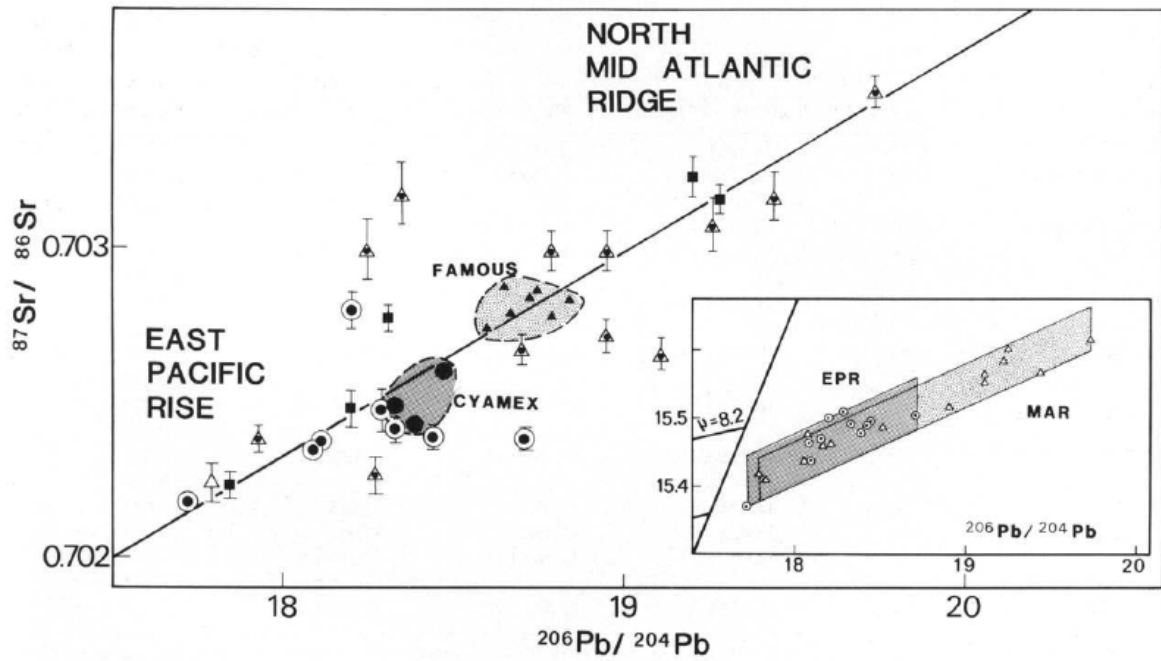 NORTH
MID ATLANTIC
RIDGE
87Sr/ 86Sr
0.703
FAMOUS
EAST
PACIFIC
RISE
CYAMEX
0.702
18
19
20
206Pb/ 204Pb
EPR
MAR
15.5
μ=8.2
15.4
206Pb/ 204Pb
18
19
20